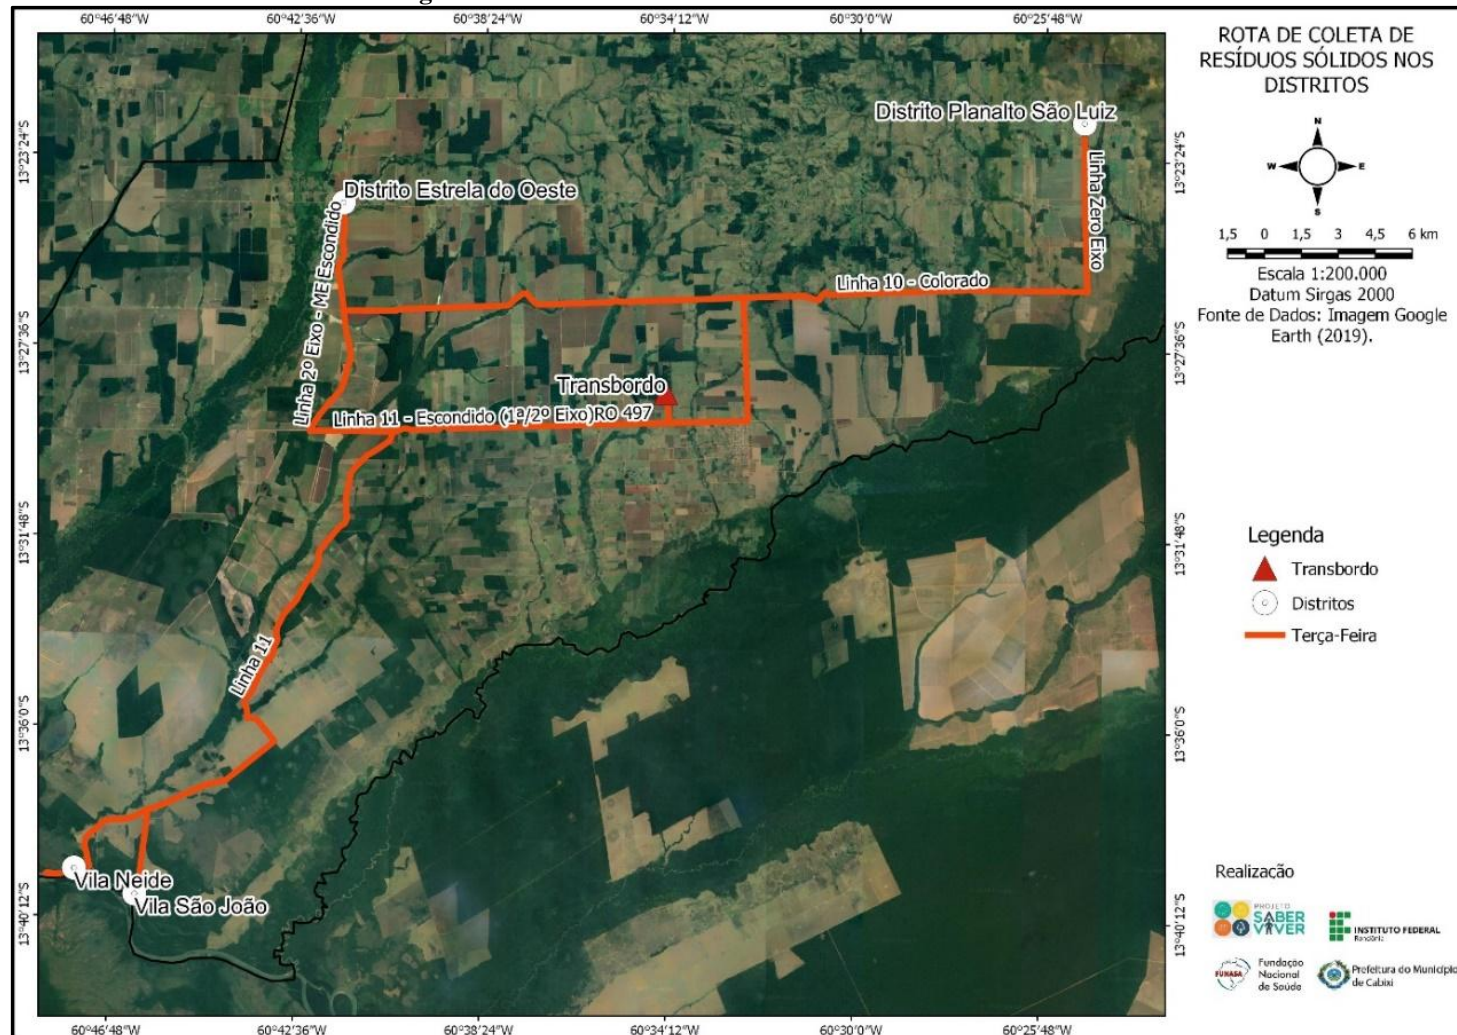 60°46'48"W 60°42'36"W 60°38'24"W 60°34'12"W 60°30'0"W 60°25'48"W
ROTA DE COLETA DE
RESÍDUOS SÓLIDOS NOS
DISTRITOS
N
W E
S
1,5 0 1,5 3 4,5 6 km
Escala 1:200.000
Datum Sirgas 2000
Fonte de Dados: Imagem Google
Earth (2019).
Distrito Planalto São Luiz
Linha Zero Eixo
Distrito Estrela do Oeste
Linha 2º Eixo - ME Escondido
Linha 10 - Colorado
Transbordo
Linha 11 - Escondido (1ª/2º Eixo)RO 497
Linha 11
Vila Neide
Vila São João
13°23'24"S
13°27'36"S
13°31'48"S
13°36'0"S
13°40'12"S
13°23'24"S
13°27'36"S
13°31'48"S
13°36'0"S
13°40'12"S
Legenda
Transbordo
Distritos
Terça-Feira
Realização
PROJETO
SABER
VIVER
INSTITUTO FEDERAL
Rondônia
FUNASA
Fundação
Nacional
de Saúde
Prefeitura do Município
de Cabixi
60°46'48"W 60°42'36"W 60°38'24"W 60°34'12"W 60°30'0"W 60°25'48"W